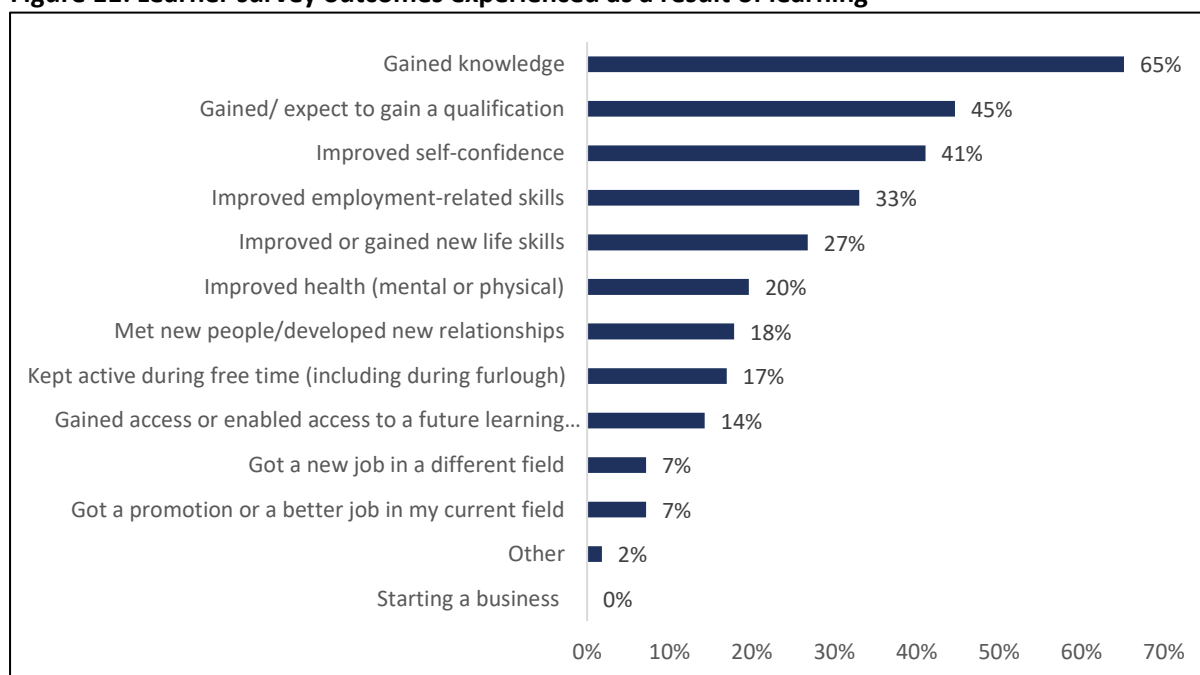 Gained knowledge 65%
Gained/ expect to gain a qualification 45%
Improved self-confidence 41%
Improved employment-related skills 33%
Improved or gained new life skills 27%
Improved health (mental or physical) 20%
Met new people/developed new relationships 18%
Kept active during free time (including during furlough) 17%
Gained access or enabled access to a future learning... 14%
Got a new job in a different field 7%
Got a promotion or a better job in my current field 7%
Other 2%
Starting a business 0%
0% 10% 20% 30% 40% 50% 60% 70%